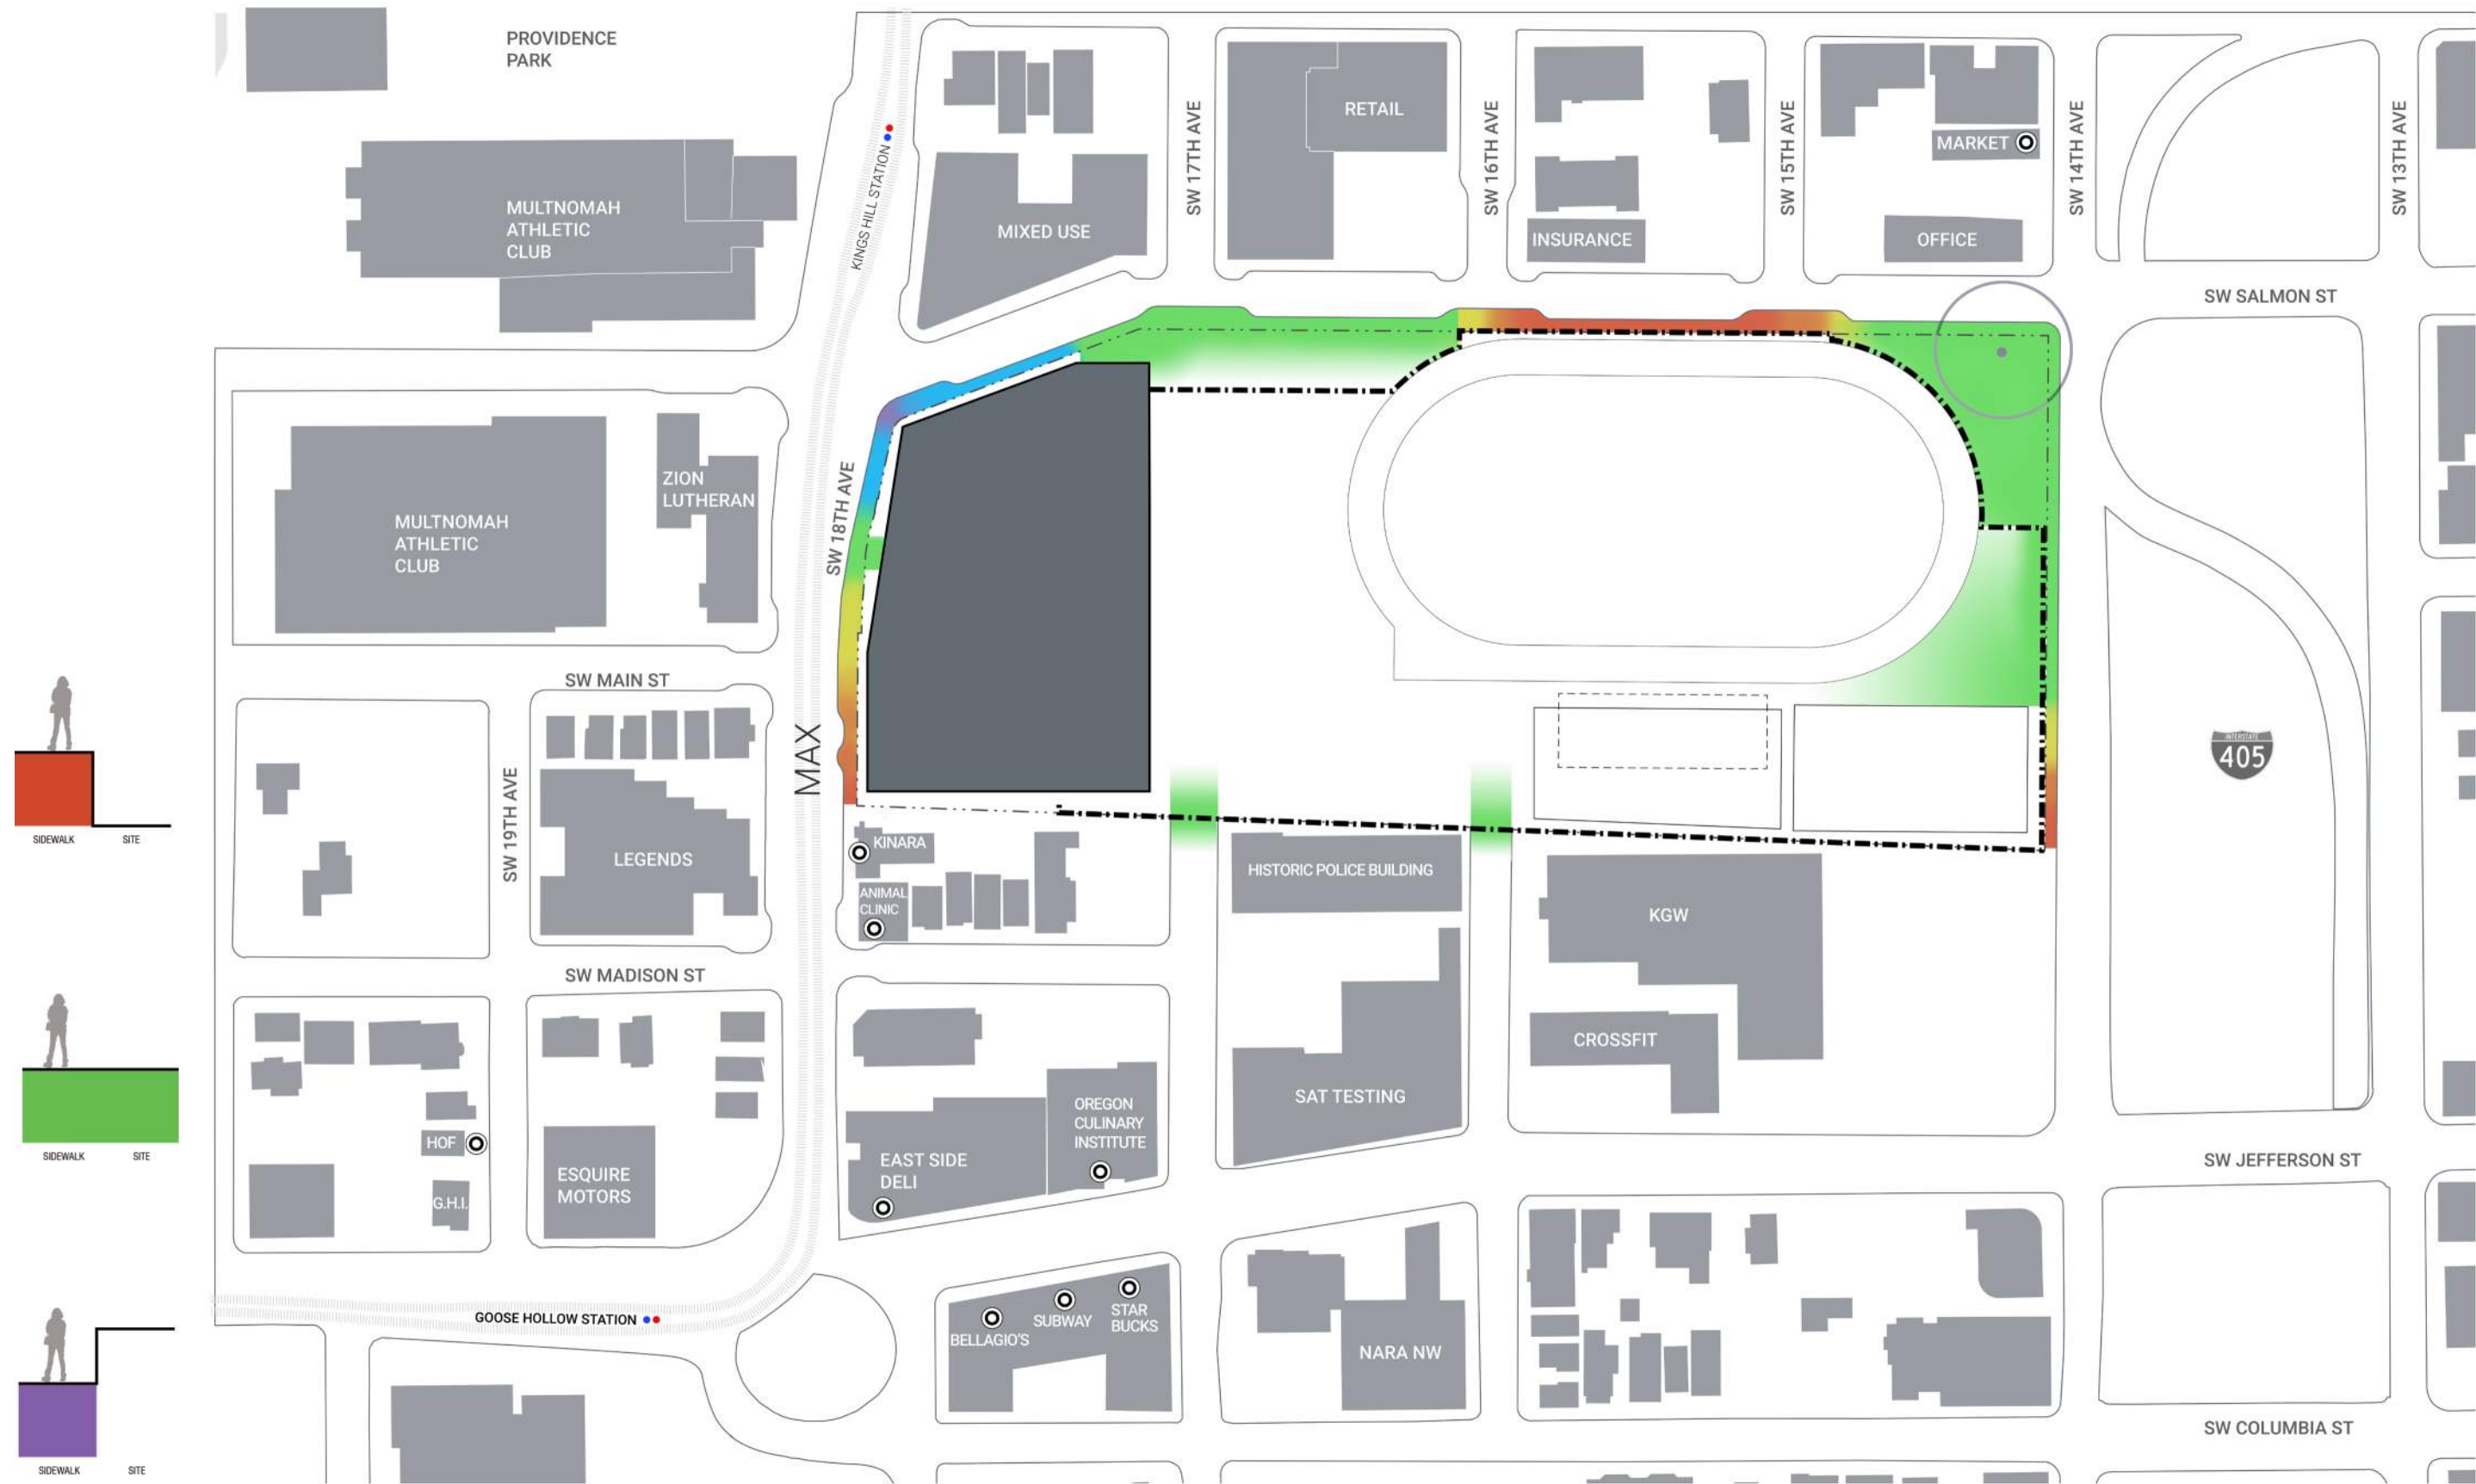 PROVIDENCE
PARK
MULTNOMAH
ATHLETIC
CLUB
KINGS HILL STATION
MIXED USE
SW 17TH AVE
RETAIL
SW 16TH AVE
INSURANCE
SW 15TH AVE
MARKET
OFFICE
SW 14TH AVE
SW 13TH AVE
SW SALMON ST
MULTNOMAH
ATHLETIC
CLUB
ZION
LUTHERAN
SW 18TH AVE
SW MAIN ST
MAX
SW 19TH AVE
LEGENDS
KINARA
ANIMAL
CLINIC
HISTORIC POLICE BUILDING
KGW
INTERSTATE
405
SW MADISON ST
CROSSFIT
SAT TESTING
OREGON
CULINARY
INSTITUTE
EAST SIDE
DELI
HOF
G.H.I.
ESQUIRE
MOTORS
SW JEFFERSON ST
GOOSE HOLLOW STATION
BELLAGIO'S
SUBWAY
STAR
BUCKS
NARA NW
SW COLUMBIA ST
SIDEWALK SITE
SIDEWALK SITE
SIDEWALK SITE